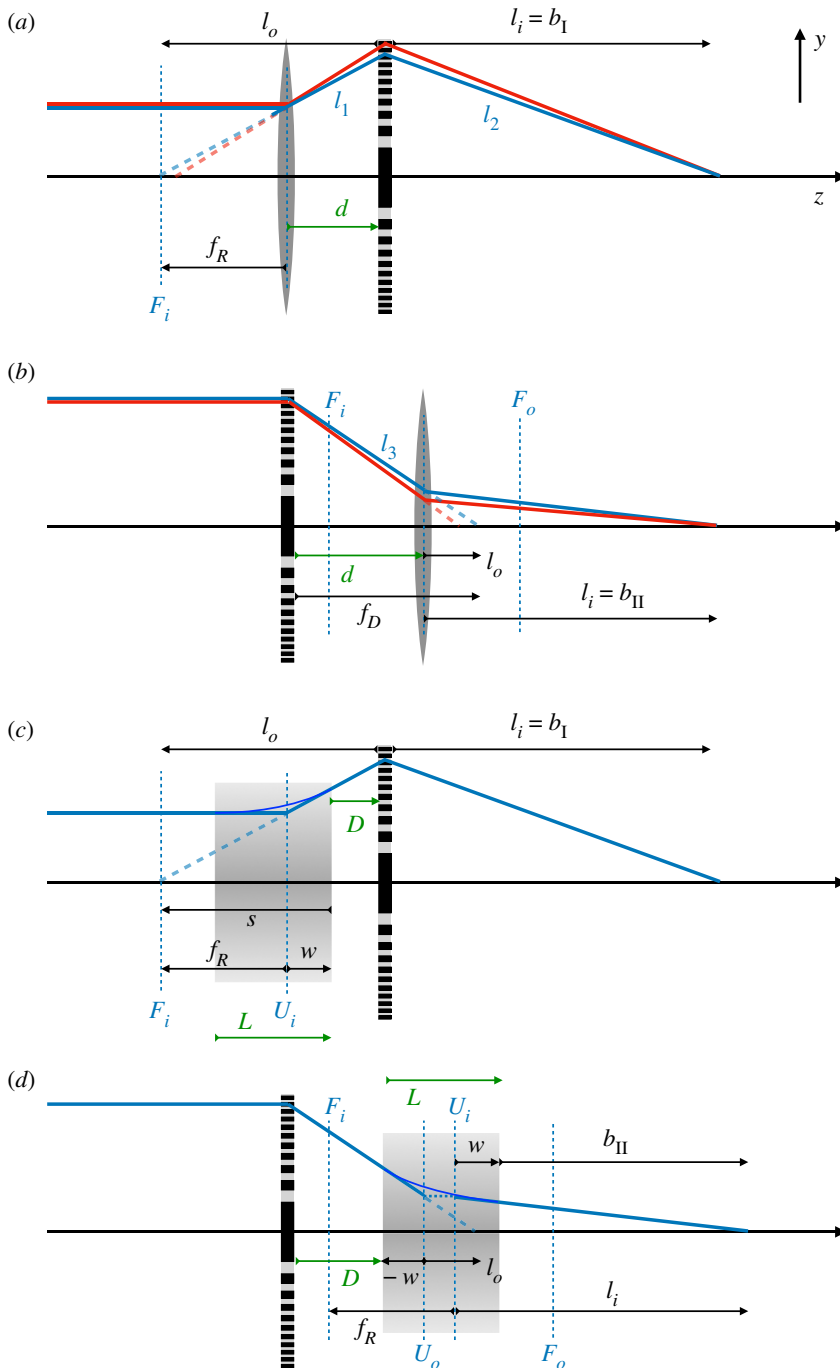 (a)
l_o
l_i = b_I
y
l_1
l_2
z
d
f_R
F_i
(b)
F_i
F_o
l_3
d
l_o
f_D
l_i = b_II
(c)
l_o
l_i = b_I
D
s
f_R
w
F_i
U_i
L
(d)
L
F_i
U_i
w
b_II
D
– w
l_o
f_R
l_i
U_o
F_o